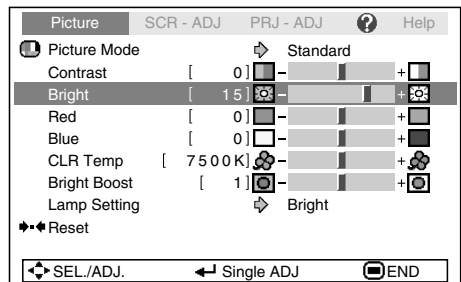 Picture SCR - ADJ PRJ - ADJ ? Help
Picture Mode Standard
Contrast [ 0] - +
Bright [ 15] - +
Red [ 0] - +
Blue [ 0] - +
CLR Temp [ 7500K] - +
Bright Boost [ 1] - +
Lamp Setting Bright
Reset
SEL./ADJ. Single ADJ END